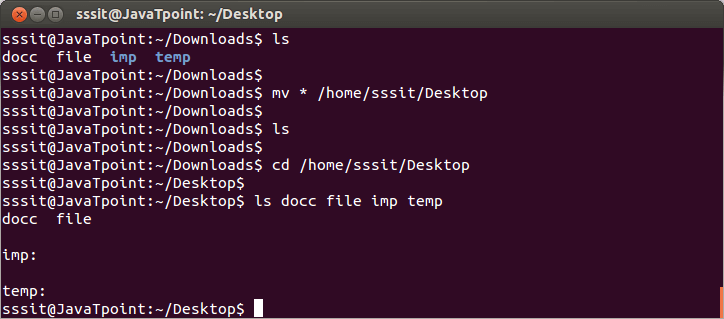 sssit@JavaTpoint: ~/Desktop
sssit@JavaTpoint:~/Downloads$ ls
docc  file  imp  temp
sssit@JavaTpoint:~/Downloads$
sssit@JavaTpoint:~/Downloads$ mv * /home/sssit/Desktop
sssit@JavaTpoint:~/Downloads$
sssit@JavaTpoint:~/Downloads$ ls
sssit@JavaTpoint:~/Downloads$
sssit@JavaTpoint:~/Downloads$ cd /home/sssit/Desktop
sssit@JavaTpoint:~/Desktop$
sssit@JavaTpoint:~/Desktop$ ls docc file imp temp
docc  file

imp:

temp:
sssit@JavaTpoint:~/Desktop$